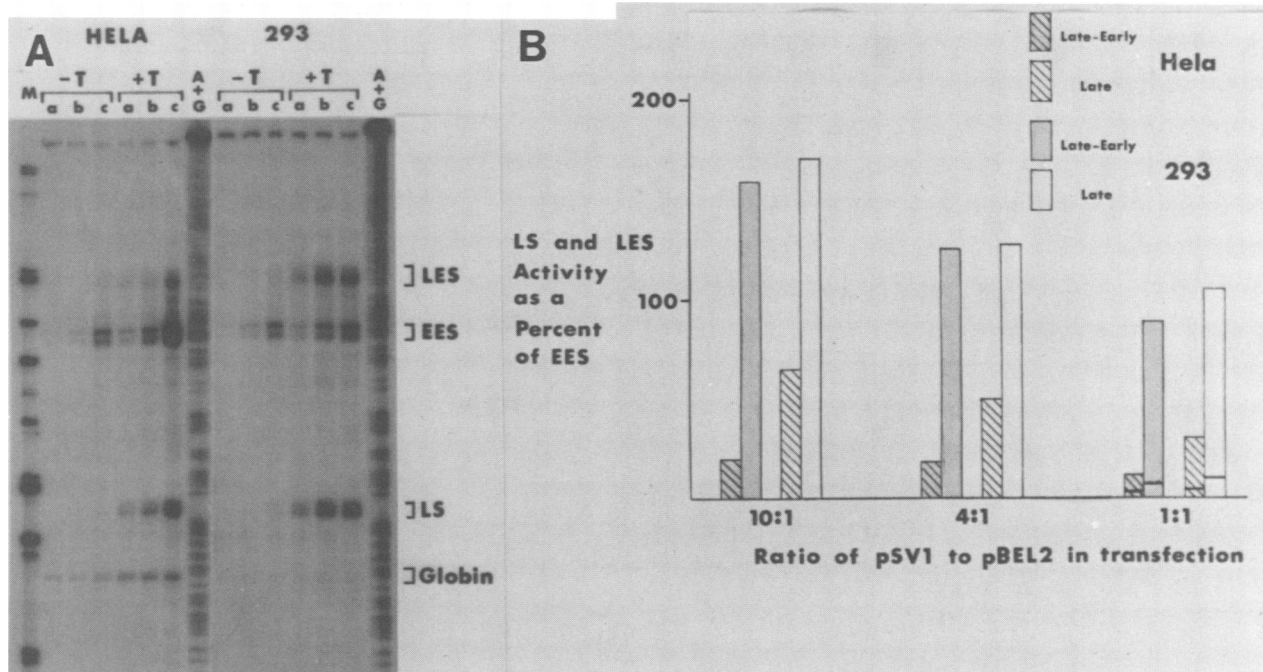 A
HELA
293
-T
+T
A+G
-T
+T
A+G
M
a b c
a b c
a b c
a b c
LES
EES
LS
Globin
B
Late-Early
Hela
Late
Late-Early
293
Late
200
100
LS and LES
Activity
as a
Percent
of EES
10:1
4:1
1:1
Ratio of pSV1 to pBEL2 in transfection